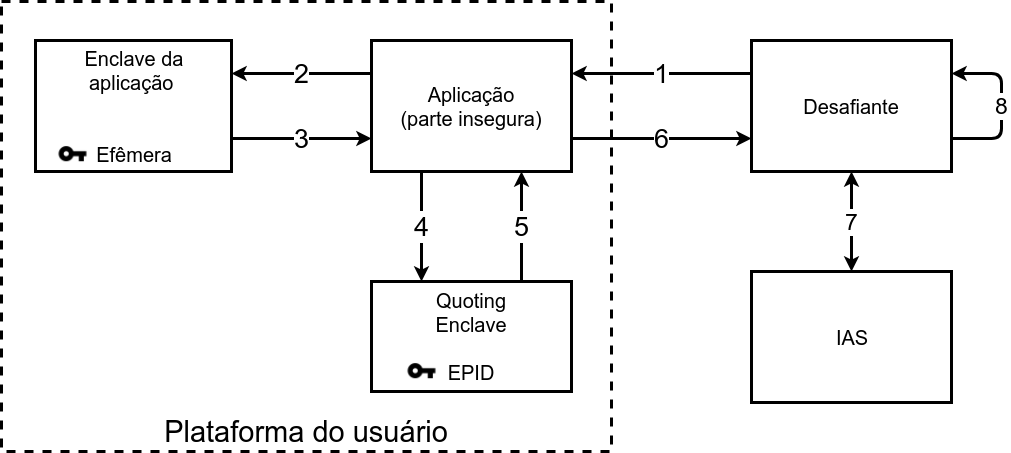 Enclave da
aplicação
Efêmera
2
3
Aplicação
(parte insegura)
1
6
Desafiante
8
4
5
7
Quoting
Enclave
EPID
IAS
Plataforma do usuário